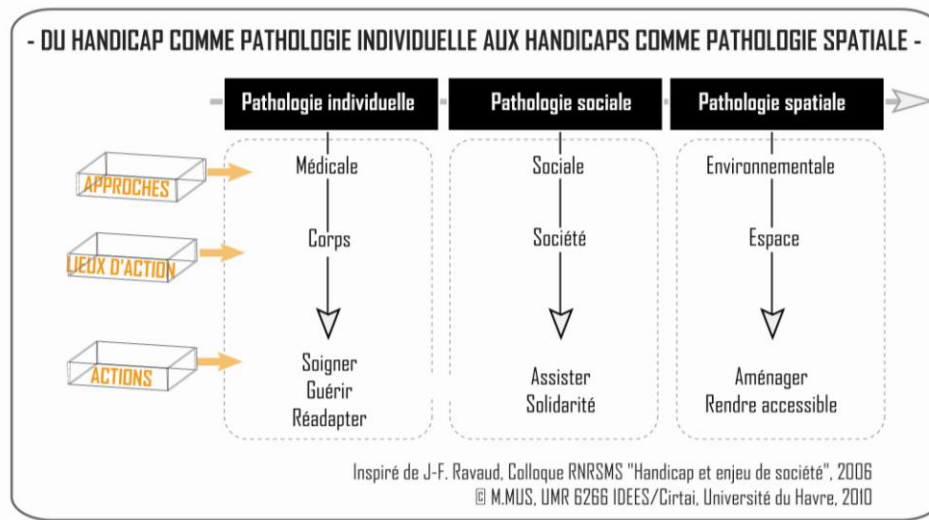 - DU HANDICAP COMME PATHOLOGIE INDIVIDUELLE AUX HANDICAPS COMME PATHOLOGIE SPATIALE -
Pathologie individuelle
Pathologie sociale
Pathologie spatiale
APPROCHES
Médicale
Sociale
Environnementale
LIEUX D'ACTION
Corps
Société
Espace
ACTIONS
Soigner
Guérir
Réadapter
Assister
Solidarité
Aménager
Rendre accessible
Inspiré de J-F. Ravaud, Colloque RNRSMS "Handicap et enjeu de société", 2006
© M.MUS, UMR 6266 IDEES/Cirtai, Université du Havre, 2010